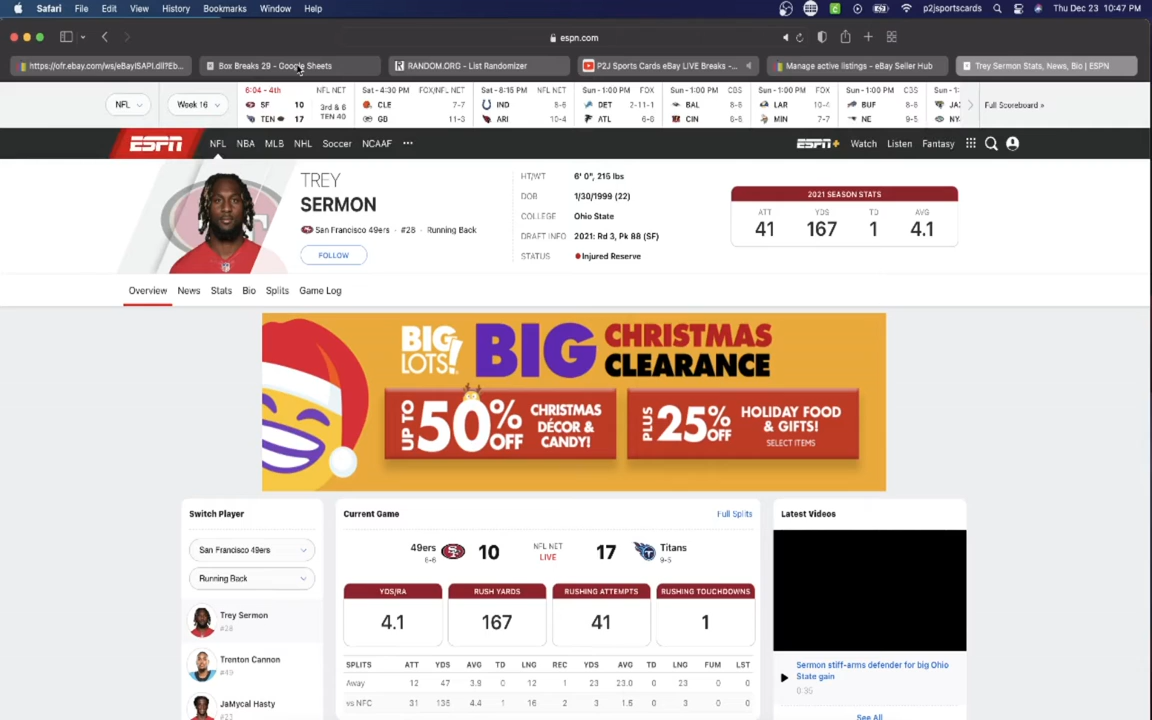 Safari File Edit View History Bookmarks Window Help p2jsportscards Thu Dec 23 10:47 PM
espn.com
https://ofr.ebay.com/ws/eBayISAPI.dll?Eb...
Box Breaks 29 - Google Sheets
RANDOM.ORG - List Randomizer
P2J Sports Cards eBay LIVE Breaks -...
Manage active listings - eBay Seller Hub
Trey Sermon Stats, News, Bio | ESPN
NFL
Week 16
6:04 - 4th NFL NET
SF 10 3rd & 6
TEN 17 TEN 40
Sat - 4:30 PM FOX/NFL NET
CLE 7-7
GB 11-3
Sat - 8:15 PM NFL NET
IND 8-6
ARI 10-4
Sun - 1:00 PM FOX
DET 2-11-1
ATL 6-8
Sun - 1:00 PM CBS
BAL 8-6
CIN 8-6
Sun - 1:00 PM FOX
LAR 10-4
MIN 7-7
Sun - 1:00 PM CBS
BUF 8-6
NE 9-5
Sun - 1:
JA
NY
Full Scoreboard »
ESPN NFL NBA MLB NHL Soccer NCAAF ••• ESPN+ Watch Listen Fantasy
TREY
SERMON
San Francisco 49ers · #28 · Running Back
FOLLOW
HT/WT 6' 0", 215 lbs
DOB 1/30/1999 (22)
COLLEGE Ohio State
DRAFT INFO 2021: Rd 3, Pk 88 (SF)
STATUS Injured Reserve
2021 SEASON STATS
ATT YDS TD AVG
41 167 1 4.1
Overview News Stats Bio Splits Game Log
BIG LOTS! BIG CHRISTMAS CLEARANCE
UP TO 50% OFF CHRISTMAS DÉCOR & CANDY!
PLUS 25% OFF HOLIDAY FOOD & GIFTS!
SELECT ITEMS
Switch Player
San Francisco 49ers
Running Back
Trey Sermon
#28
Trenton Cannon
#49
JaMycal Hasty
#23
Current Game Full Splits
49ers 10 NFL NET 17 Titans
8-6 LIVE 9-5
YDS/RA RUSH YARDS RUSHING ATTEMPTS RUSHING TOUCHDOWNS
4.1 167 41 1
SPLITS ATT YDS AVG TD LNG REC YDS AVG TD LNG FUM LST
Away 12 47 3.9 0 12 1 23 23.0 0 23 0 0
vs NFC 31 136 4.4 1 16 2 3 1.5 0 3 0 0
Latest Videos
Sermon stiff-arms defender for big Ohio
State gain
0:35
See All